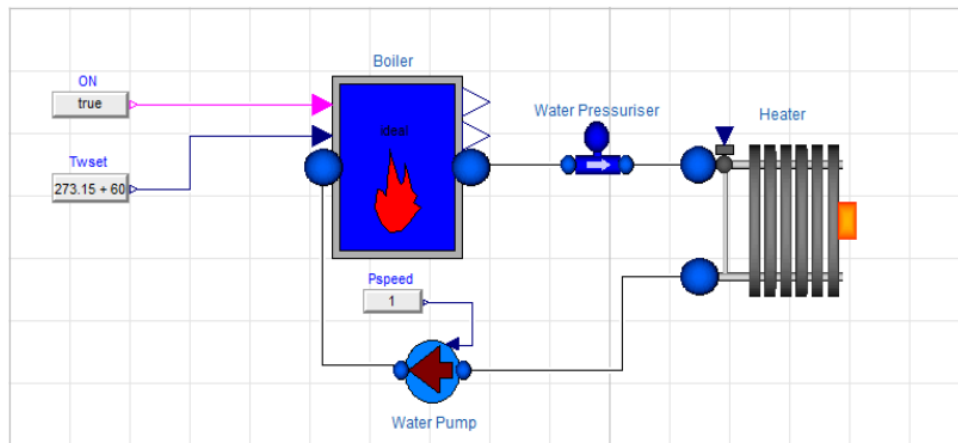 Boiler
ON
true
ideal
Water Pressuriser
Heater
Twset
273.15 + 60
Pspeed
1
Water Pump